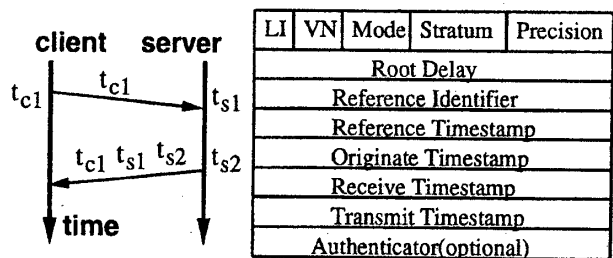 client server
t_c1 t_c1 t_s1
t_c1 t_s1 t_s2 t_s2
time
LI VN Mode Stratum Precision
Root Delay
Reference Identifier
Reference Timestamp
Originate Timestamp
Receive Timestamp
Transmit Timestamp
Authenticator(optional)